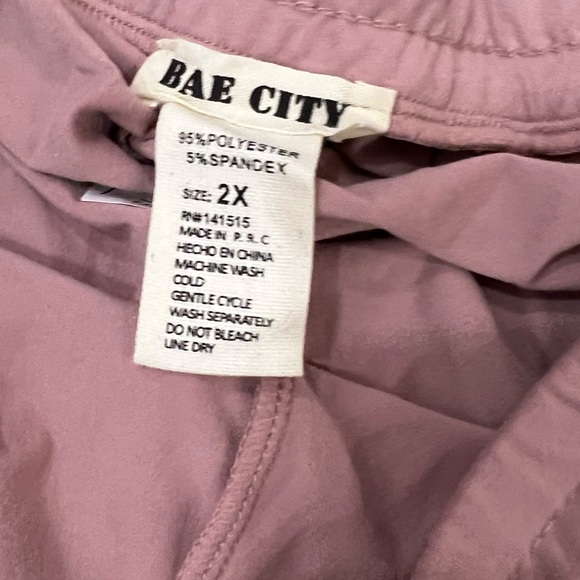 BAE CITY
95%POLYESTER
5%SPANDEX
SIZE: 2X
RN#141515
MADE IN P. R. C
HECHO EN CHINA
MACHINE WASH
COLD
GENTLE CYCLE
WASH SEPARATELY
DO NOT BLEACH
LINE DRY